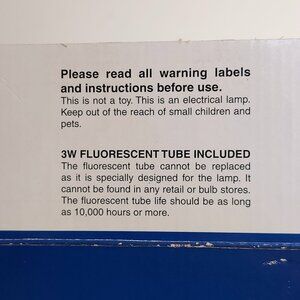 Please read all warning labels
and instructions before use.
This is not a toy. This is an electrical lamp.
Keep out of the reach of small children and
pets.
3W FLUORESCENT TUBE INCLUDED
The fluorescent tube cannot be replaced
as it is specially designed for the lamp. It
cannot be found in any retail or bulb stores.
The fluorescent tube life should be as long
as 10,000 hours or more.